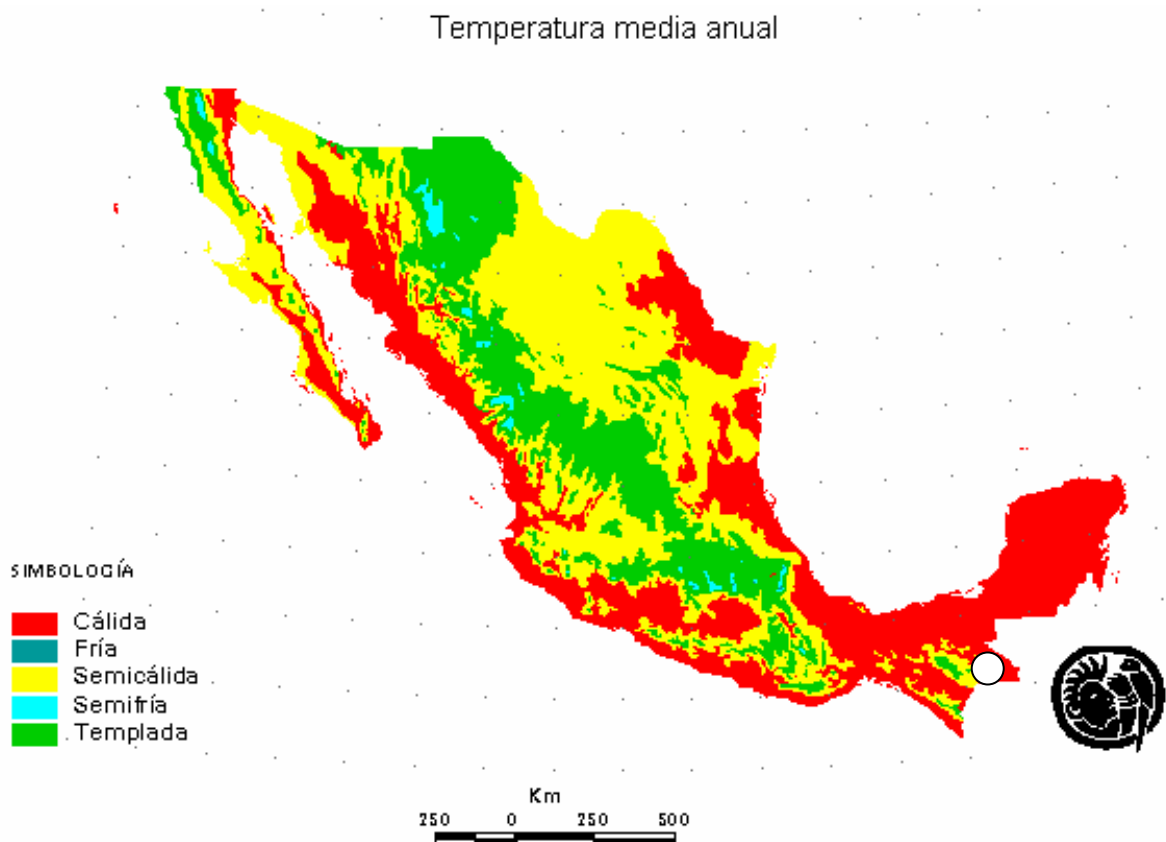 Temperatura media anual
SIMBOLOGÍA
Cálida
Fría
Semicálida
Semifría
Templada
Km
250 0 250 500